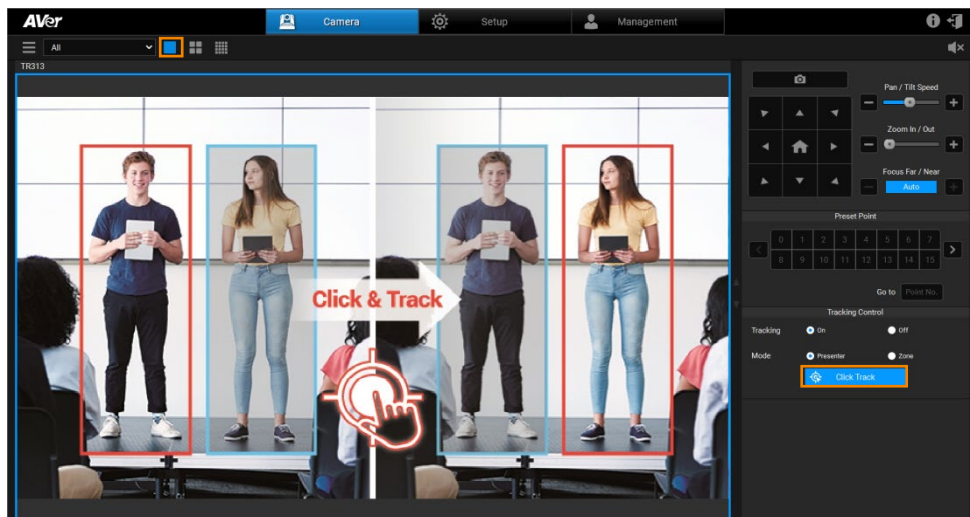 AVer
Camera
Setup
Management
All
TR313
Click & Track
Pan / Tilt Speed
Zoom In / Out
Focus Far / Near
Auto
Preset Point
0 1 2 3 4 5 6 7
8 9 10 11 12 13 14 15
Go to Point No.
Tracking Control
Tracking On Off
Mode Presenter Zone
Click Track